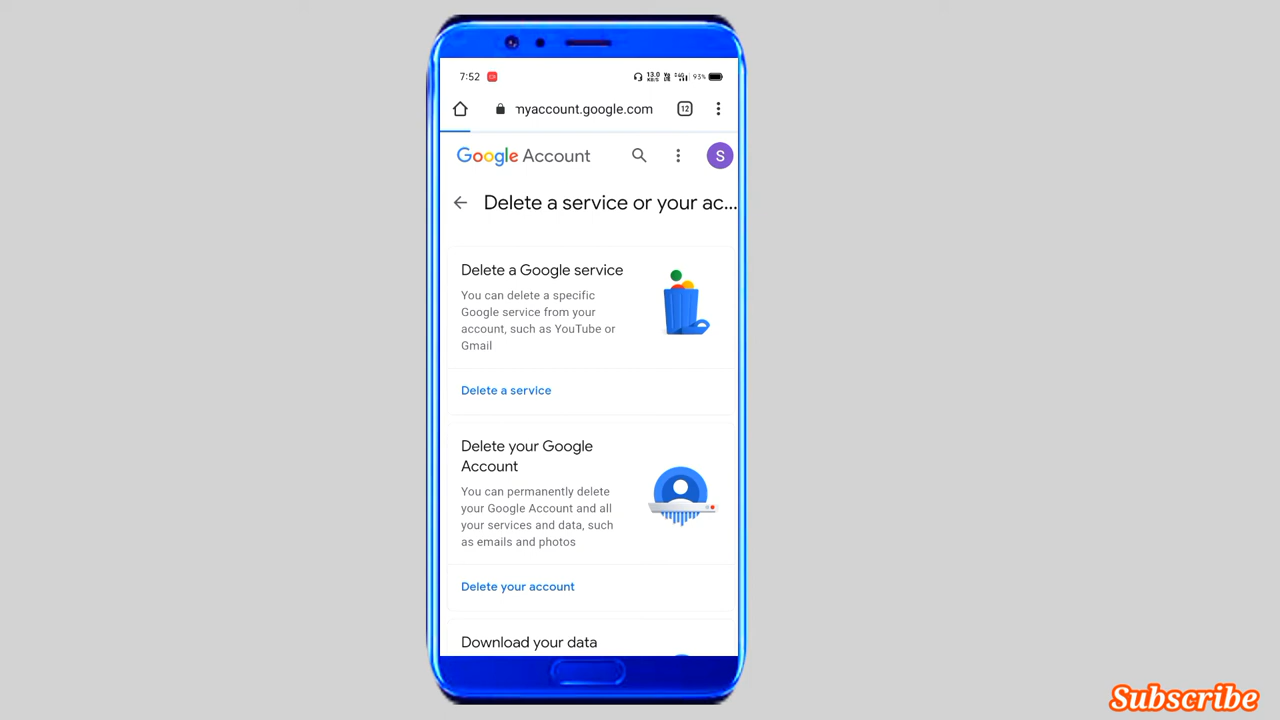 7:52 93%
myaccount.google.com 12
Google Account S
Delete a service or your ac...
Delete a Google service
You can delete a specific
Google service from your
account, such as YouTube or
Gmail
Delete a service
Delete your Google
Account
You can permanently delete
your Google Account and all
your services and data, such
as emails and photos
Delete your account
Download your data
Subscribe